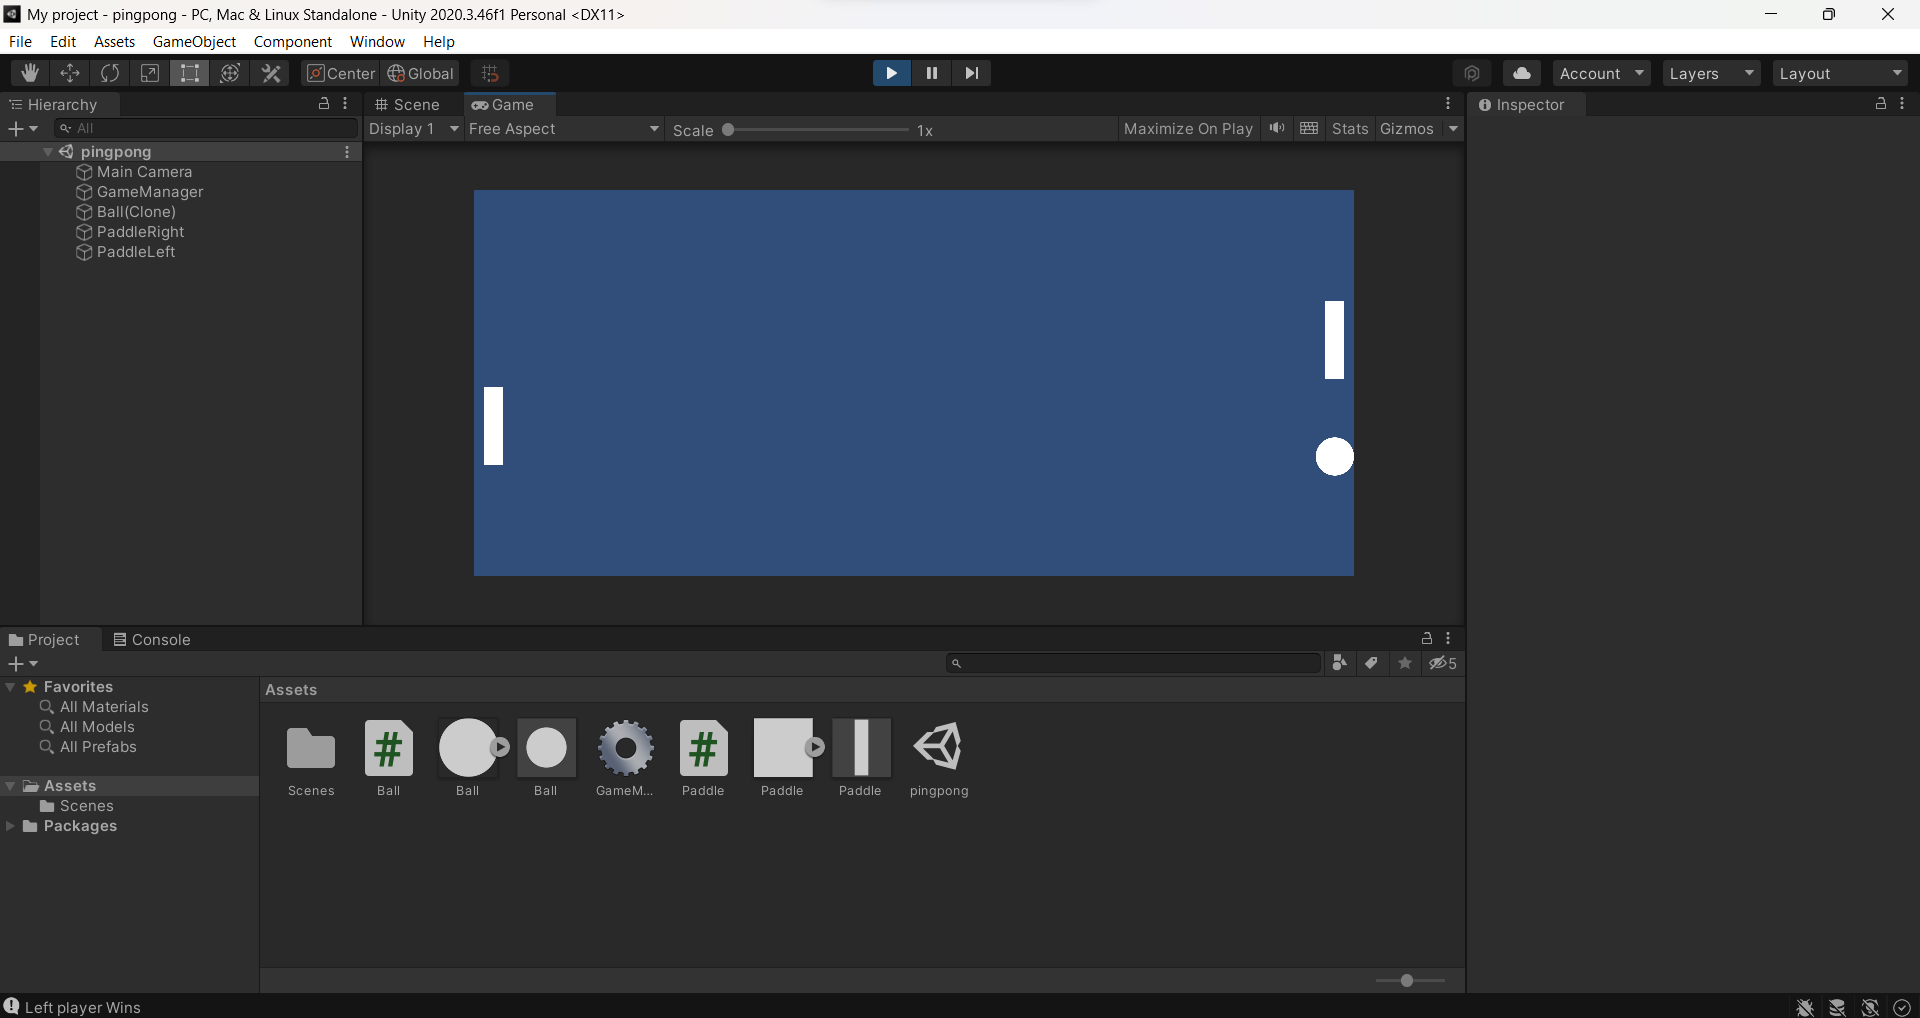 My project - pingpong - PC, Mac & Linux Standalone - Unity 2020.3.46f1 Personal <DX11>
File Edit Assets GameObject Component Window Help
Center Global Account Layers Layout
Hierarchy
All
pingpong
Main Camera
GameManager
Ball(Clone)
PaddleRight
PaddleLeft
Scene Game
Display 1 Free Aspect Scale 1x Maximize On Play Stats Gizmos
Inspector
Project Console
5
Favorites
All Materials
All Models
All Prefabs
Assets
Scenes
Packages
Assets
Scenes Ball Ball Ball GameM... Paddle Paddle Paddle pingpong
Left player Wins